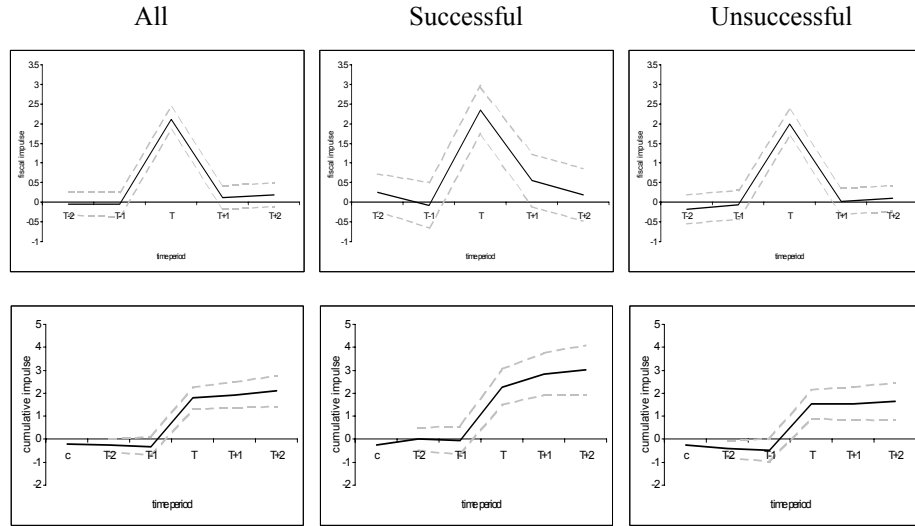 All Successful Unsuccessful
fiscal impulse
3.5
3
2.5
2
1.5
1
0.5
0
-0.5
-1
T-2 T-1 T T+1 T+2
time period
fiscal impulse
3.5
3
2.5
2
1.5
1
0.5
0
-0.5
-1
T-2 T-1 T T+1 T+2
time period
fiscal impulse
3.5
3
2.5
2
1.5
1
0.5
0
-0.5
-1
T-2 T-1 T T+1 T+2
time period
cumulative impulse
5
4
3
2
1
0
-1
-2
c T-2 T-1 T T+1 T+2
time period
cumulative impulse
5
4
3
2
1
0
-1
-2
c T-2 T-1 T T+1 T+2
time period
cumulative impulse
5
4
3
2
1
0
-1
-2
c T-2 T-1 T T+1 T+2
time period